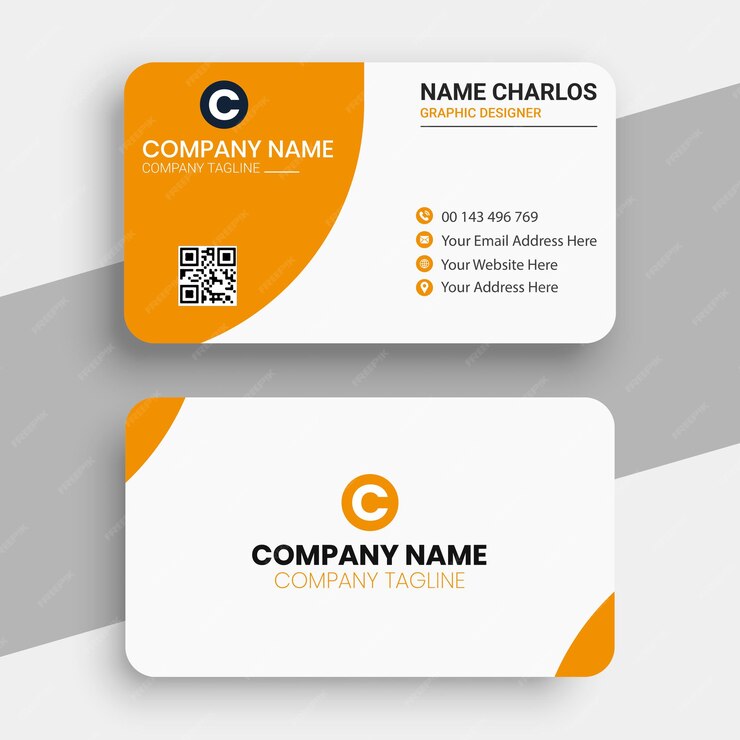 C
COMPANY NAME
COMPANY TAGLINE
NAME CHARLOS
GRAPHIC DESIGNER
00 143 496 769
Your Email Address Here
Your Website Here
Your Address Here
C
COMPANY NAME
COMPANY TAGLINE